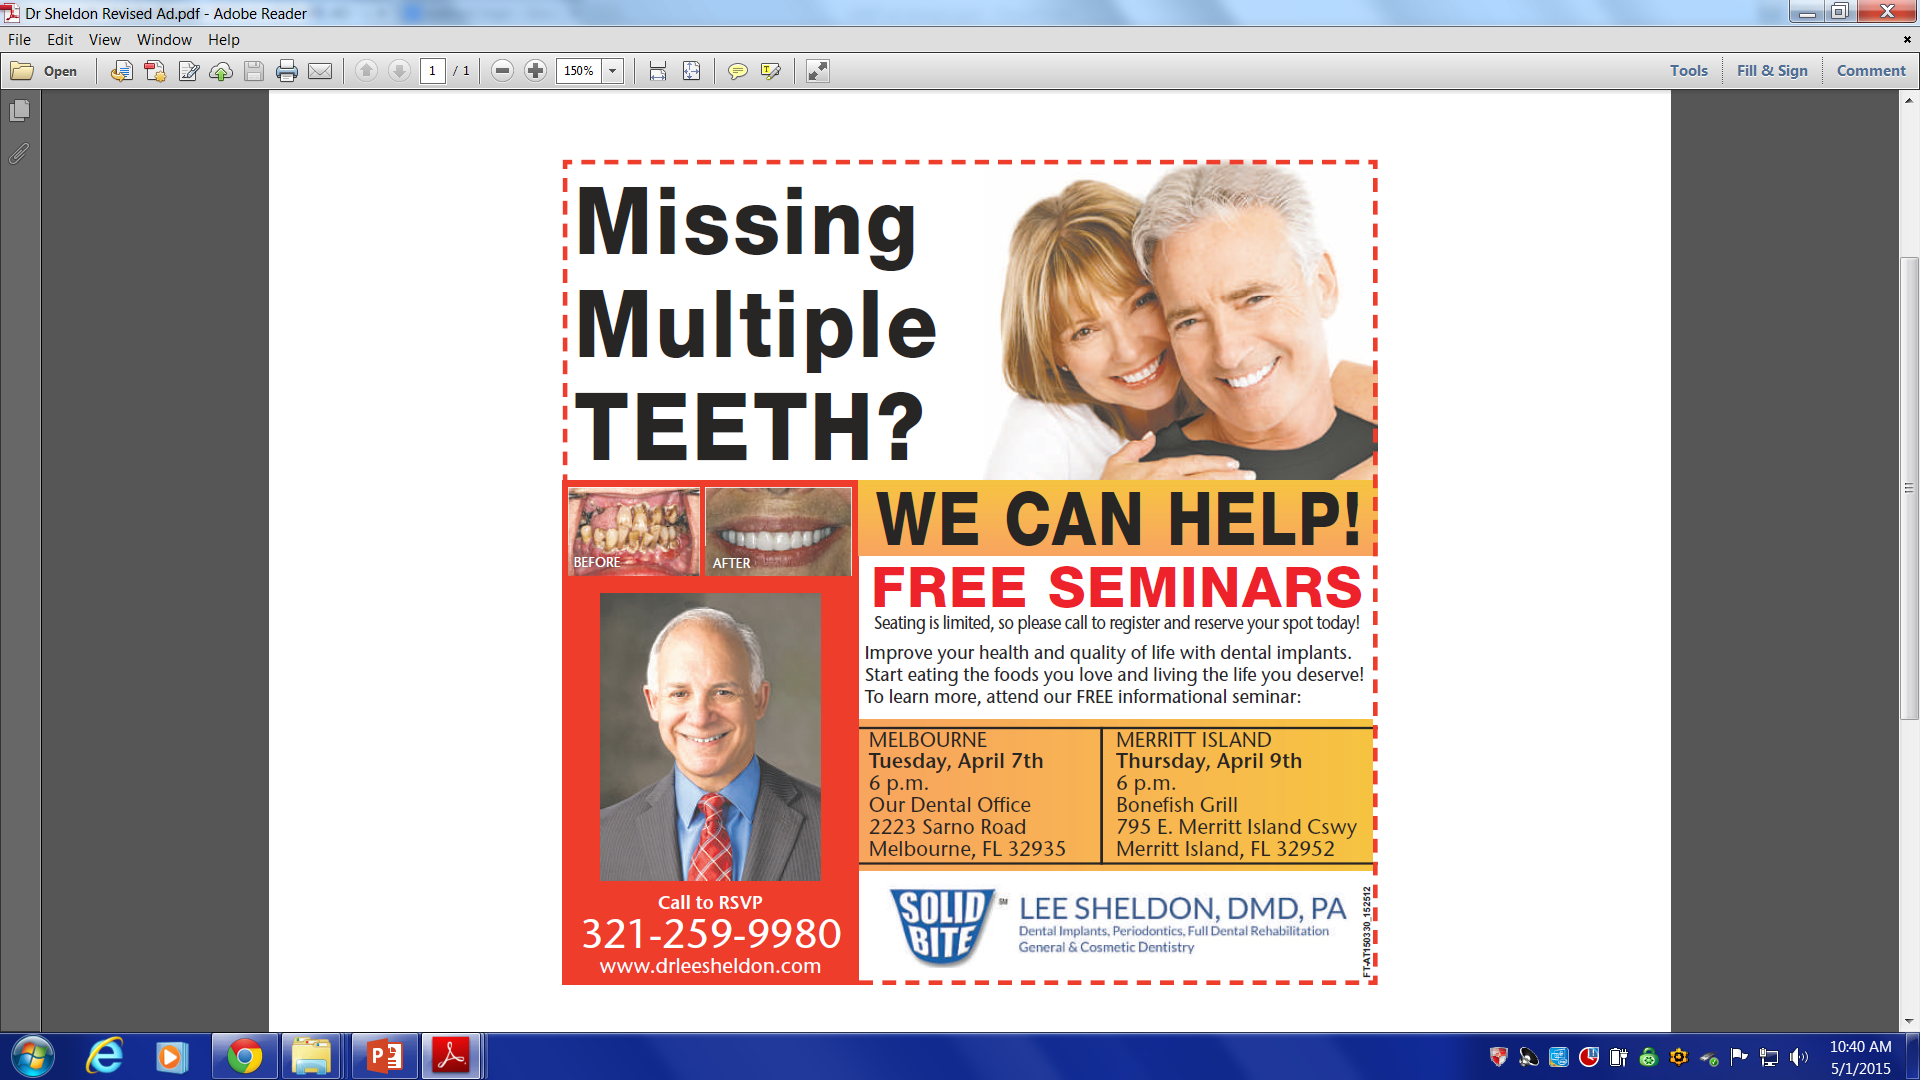 Dr Sheldon Revised Ad.pdf - Adobe Reader
File Edit View Window Help
Open 1 / 1 150% Tools Fill & Sign Comment
Missing
Multiple
TEETH?
BEFORE AFTER
WE CAN HELP!
FREE SEMINARS
Seating is limited, so please call to register and reserve your spot today!
Improve your health and quality of life with dental implants.
Start eating the foods you love and living the life you deserve!
To learn more, attend our FREE informational seminar:
MELBOURNE
Tuesday, April 7th
6 p.m.
Our Dental Office
2223 Sarno Road
Melbourne, FL 32935
MERRITT ISLAND
Thursday, April 9th
6 p.m.
Bonefish Grill
795 E. Merritt Island Cswy
Merritt Island, FL 32952
Call to RSVP
321-259-9980
www.drleesheldon.com
SOLID
BITE
SM
LEE SHELDON, DMD, PA
Dental Implants, Periodontics, Full Dental Rehabilitation
General & Cosmetic Dentistry
FT-AT150330_152512
10:40 AM
5/1/2015